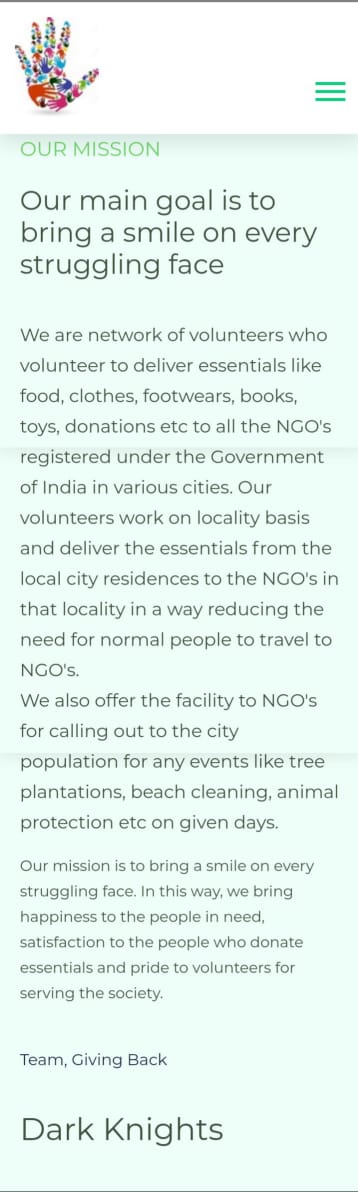 OUR MISSION
Our main goal is to
bring a smile on every
struggling face
We are network of volunteers who
volunteer to deliver essentials like
food, clothes, footwears, books,
toys, donations etc to all the NGO's
registered under the Government
of India in various cities. Our
volunteers work on locality basis
and deliver the essentials from the
local city residences to the NGO's in
that locality in a way reducing the
need for normal people to travel to
NGO's.
We also offer the facility to NGO's
for calling out to the city
population for any events like tree
plantations, beach cleaning, animal
protection etc on given days.
Our mission is to bring a smile on every
struggling face. In this way, we bring
happiness to the people in need,
satisfaction to the people who donate
essentials and pride to volunteers for
serving the society.
Team, Giving Back
Dark Knights